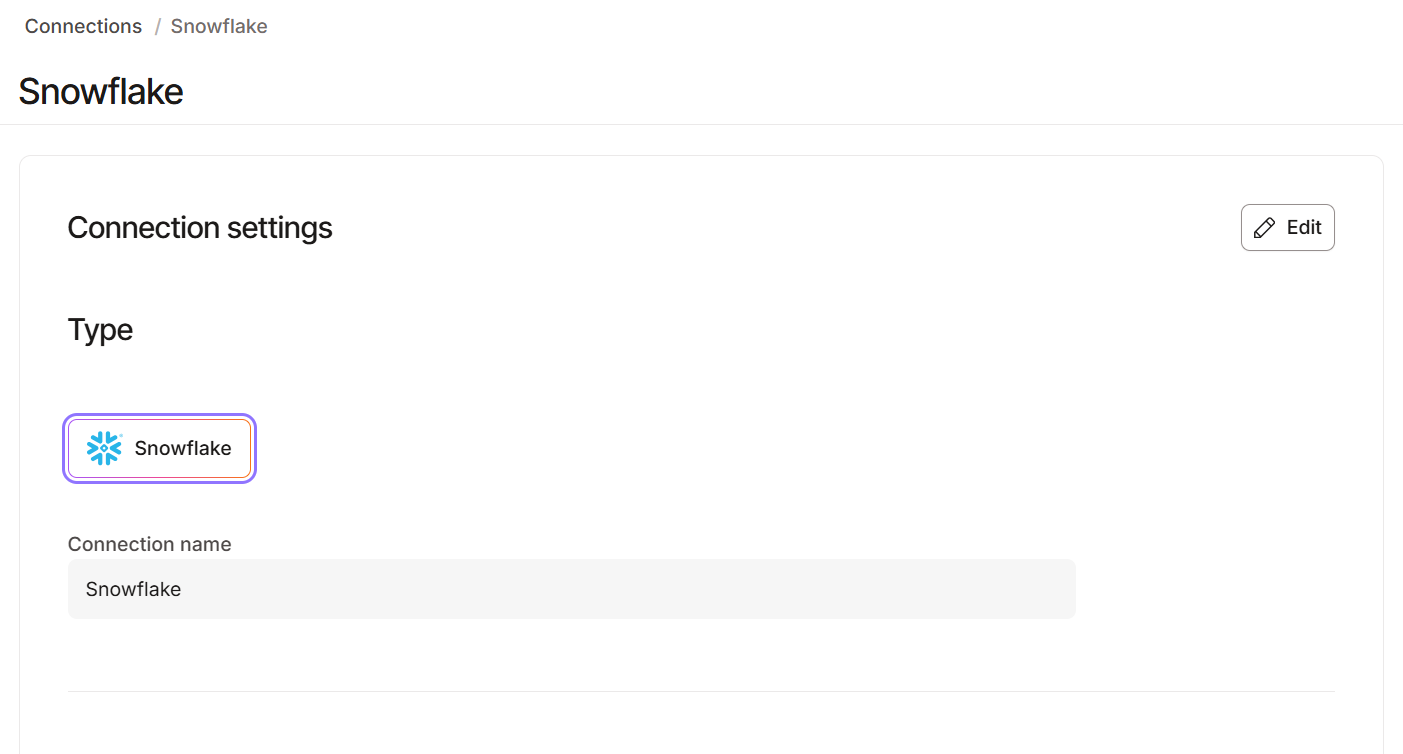 Connections / Snowflake
Snowflake
Connection settings
Edit
Type
Snowflake
Connection name
Snowflake